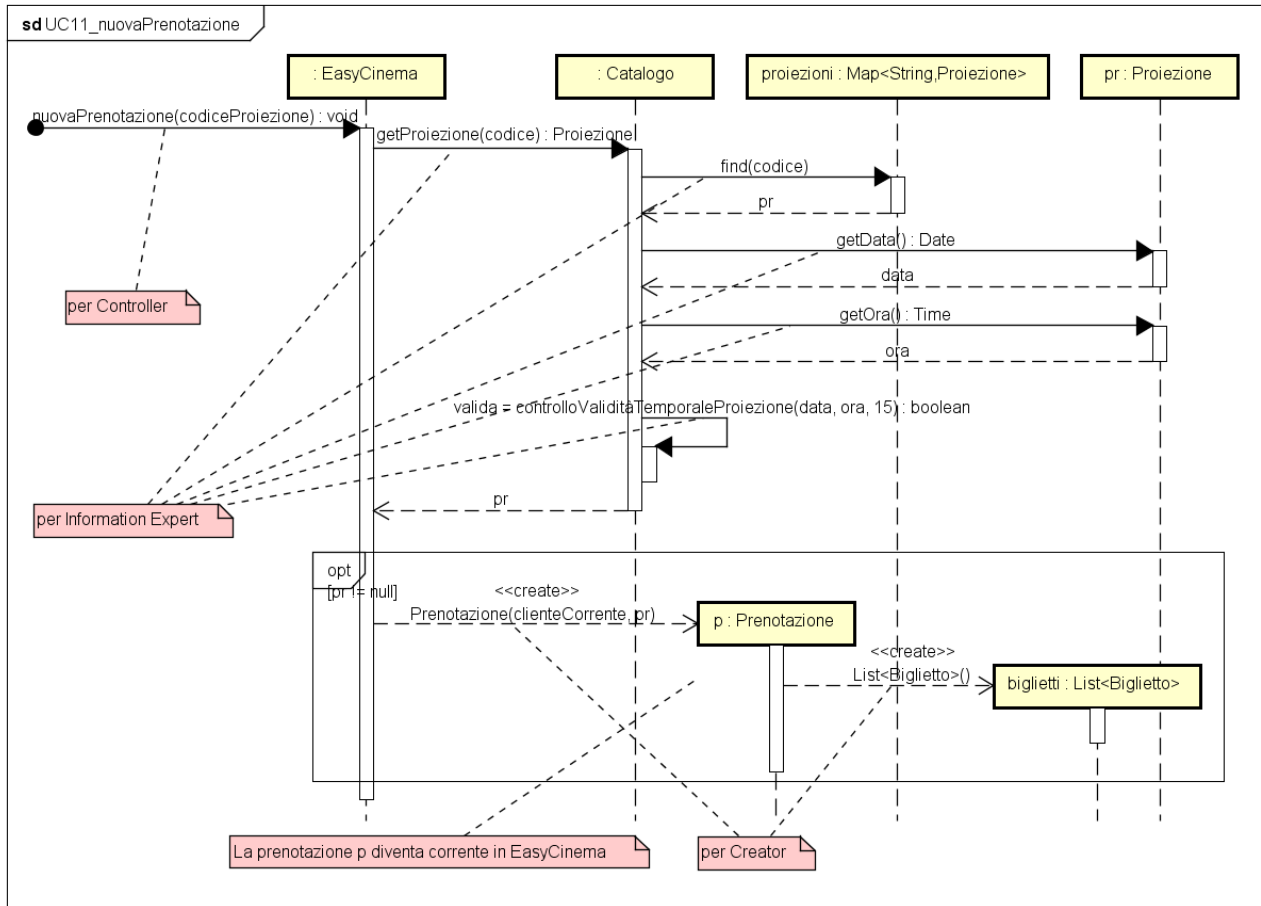 sd UC11_nuovaPrenotazione
: EasyCinema
: Catalogo
proiezioni : Map<String,Proiezione>
pr : Proiezione
nuovaPrenotazione(codiceProiezione) : void
getProiezione(codice) : Proiezione
find(codice)
pr
getData() : Date
data
per Controller
getOra() : Time
ora
valida = controlloValiditàTemporaleProiezione(data, ora, 15) : boolean
pr
per Information Expert
opt
[pr != null]
<<create>>
Prenotazione(clienteCorrente, pr)
p : Prenotazione
<<create>>
List<Biglietto>()
biglietti : List<Biglietto>
La prenotazione p diventa corrente in EasyCinema
per Creator